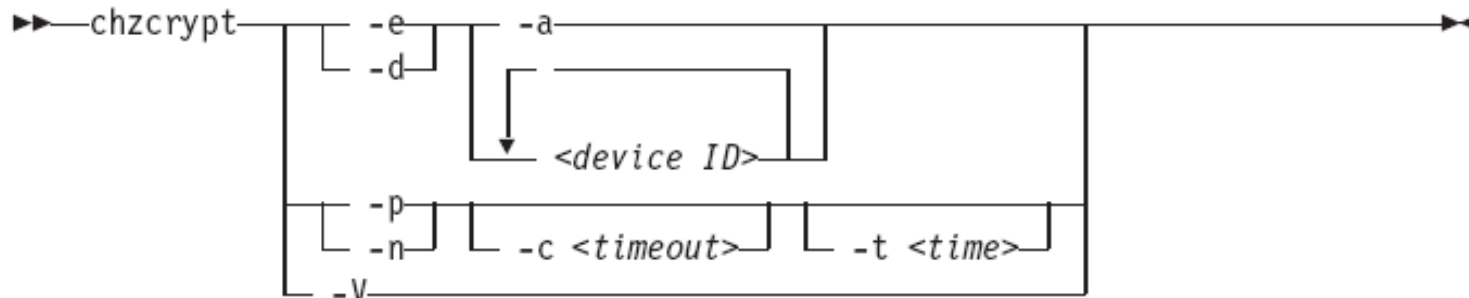 chzcrypt -e -a
-d
<device ID>
-p
-n -c <timeout> -t <time>
-V